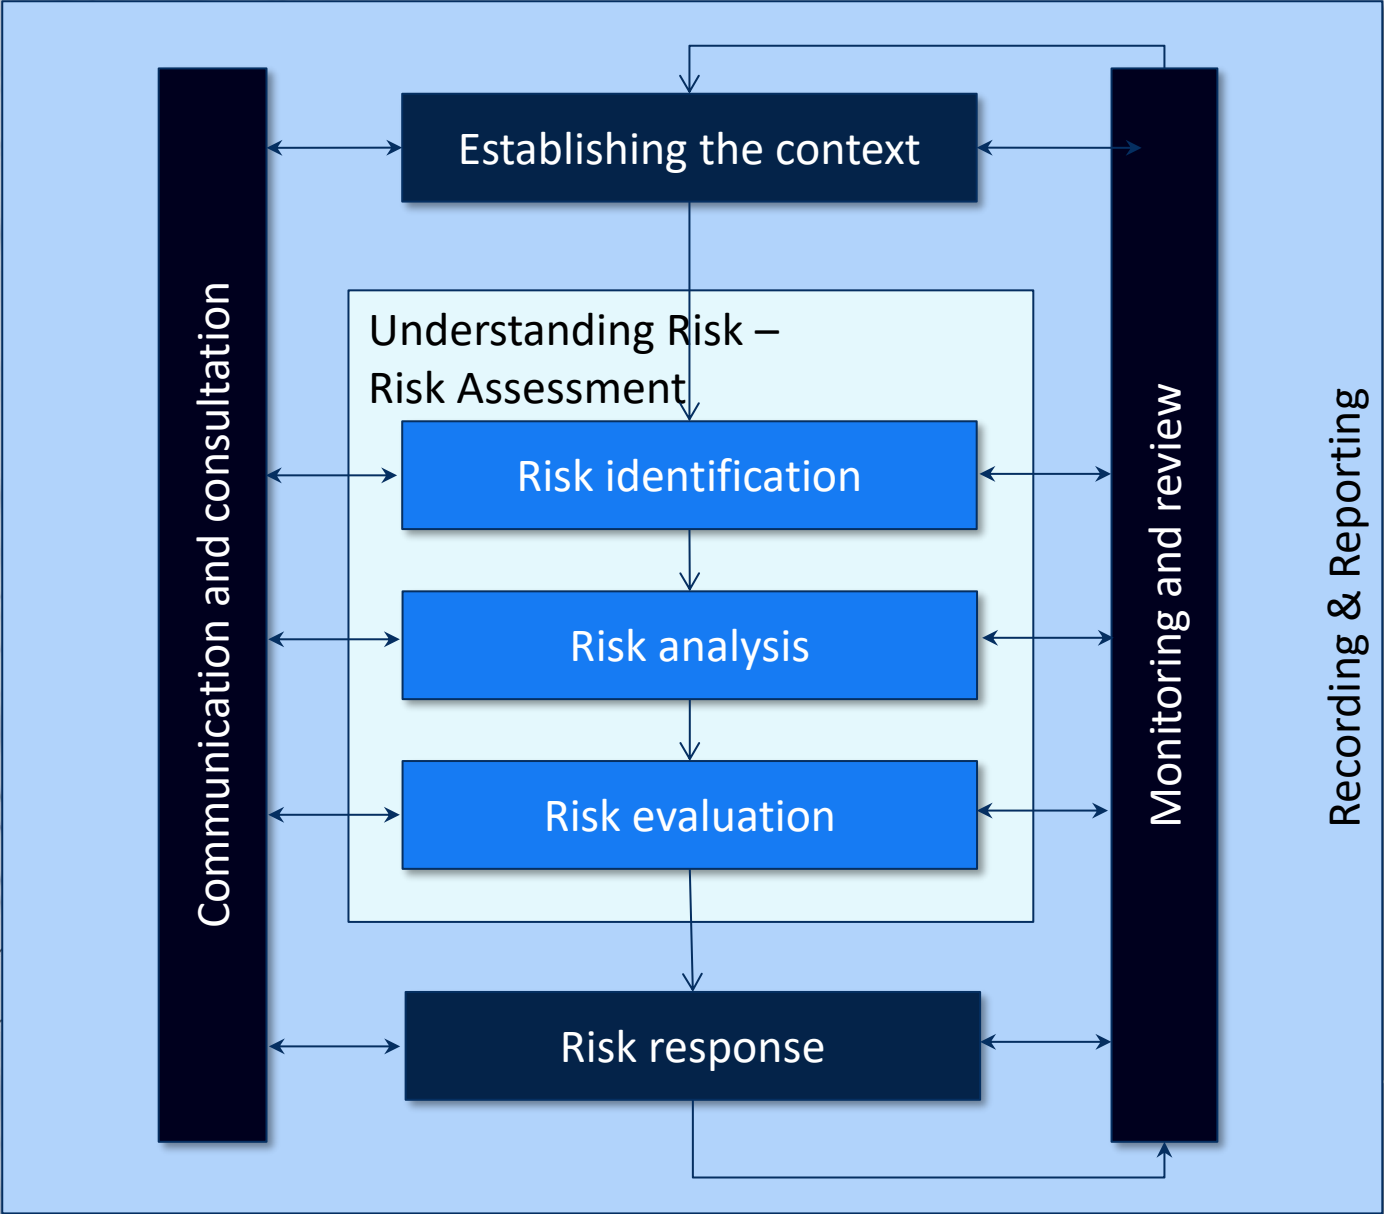 Establishing the context
Communication and consultation
Understanding Risk –
Risk Assessment
Risk identification
Risk analysis
Risk evaluation
Risk response
Monitoring and review
Recording & Reporting